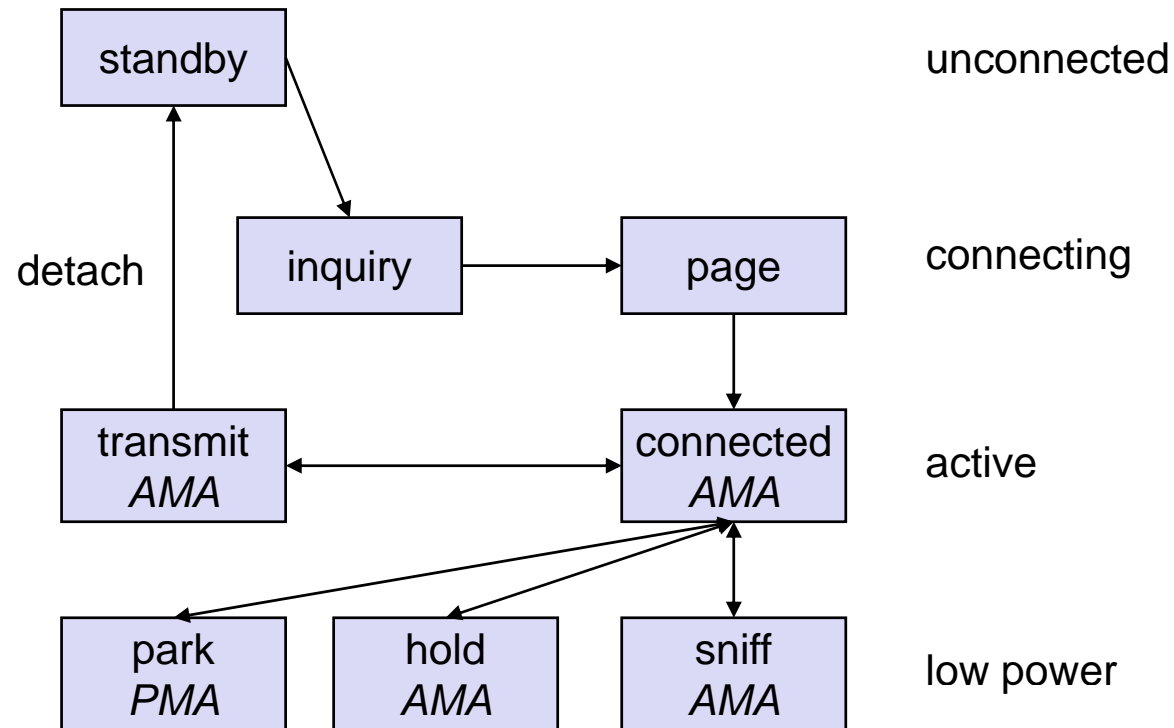 standby
unconnected
detach
inquiry
page
connecting
transmit
AMA
connected
AMA
active
park
PMA
hold
AMA
sniff
AMA
low power